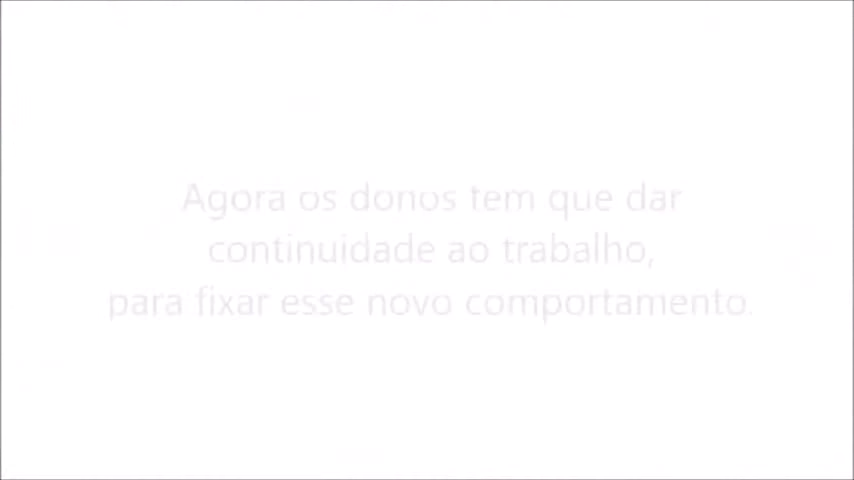 Agora os donos tem que dar
continuidade ao trabalho,
para fixar esse novo comportamento.